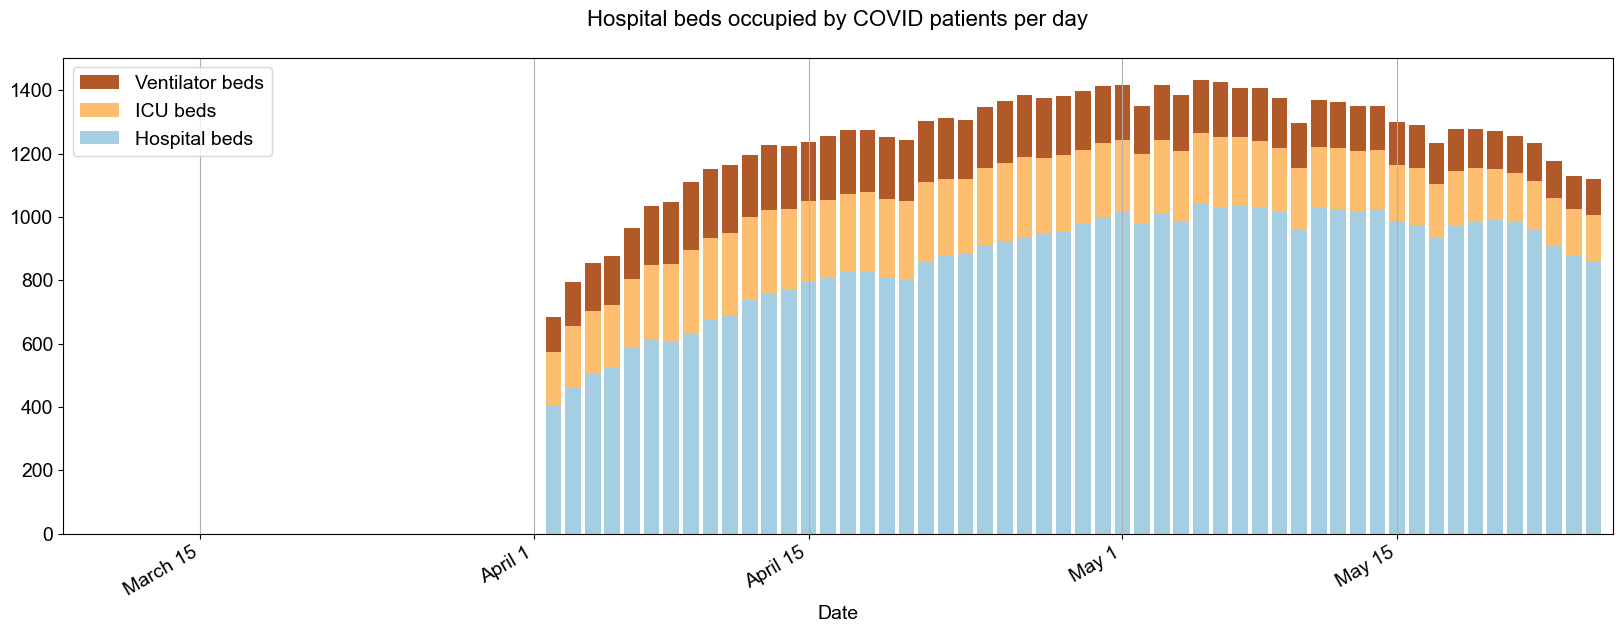 Hospital beds occupied by COVID patients per day
Ventilator beds
ICU beds
Hospital beds
1400
1200
1000
800
600
400
200
0
March 15
April 1
April 15
May 1
May 15
Date